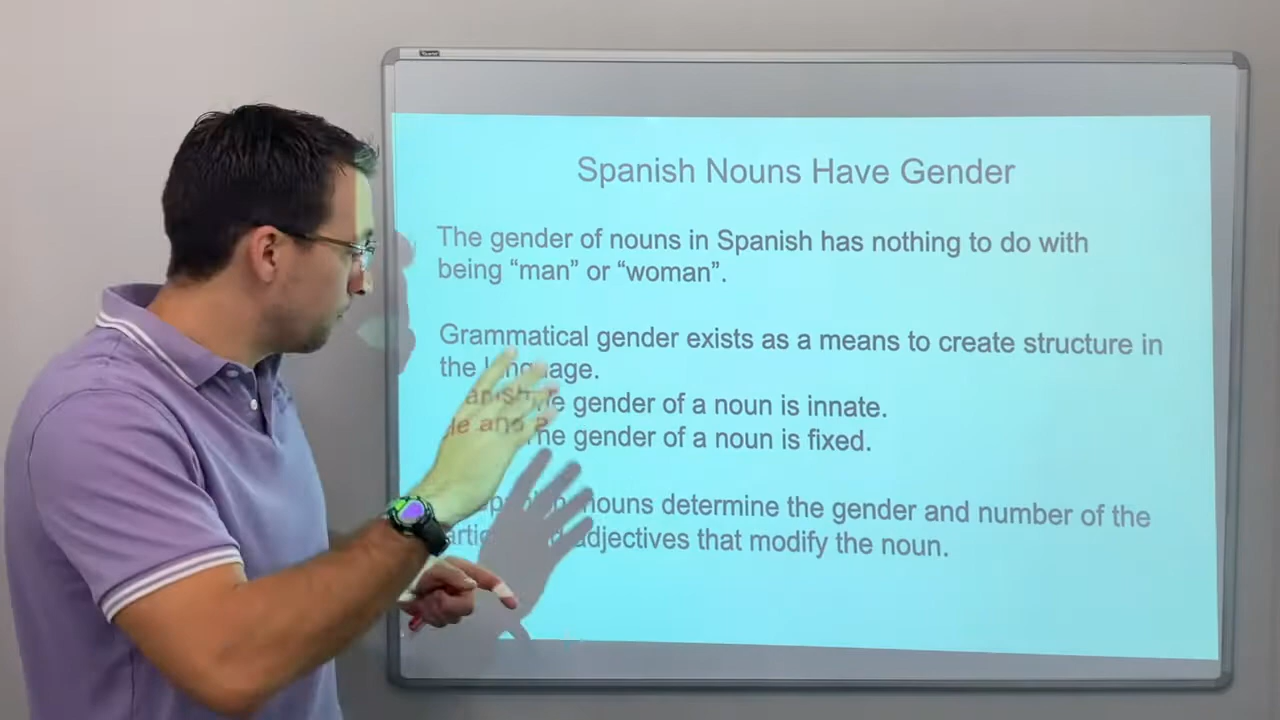 Spanish Nouns Have Gender
The gender of nouns in Spanish has nothing to do with
being “man” or “woman”.
Grammatical gender exists as a means to create structure in
the language.
gender of a noun is innate.
The gender of a noun is fixed.
nouns determine the gender and number of the
adjectives that modify the noun.